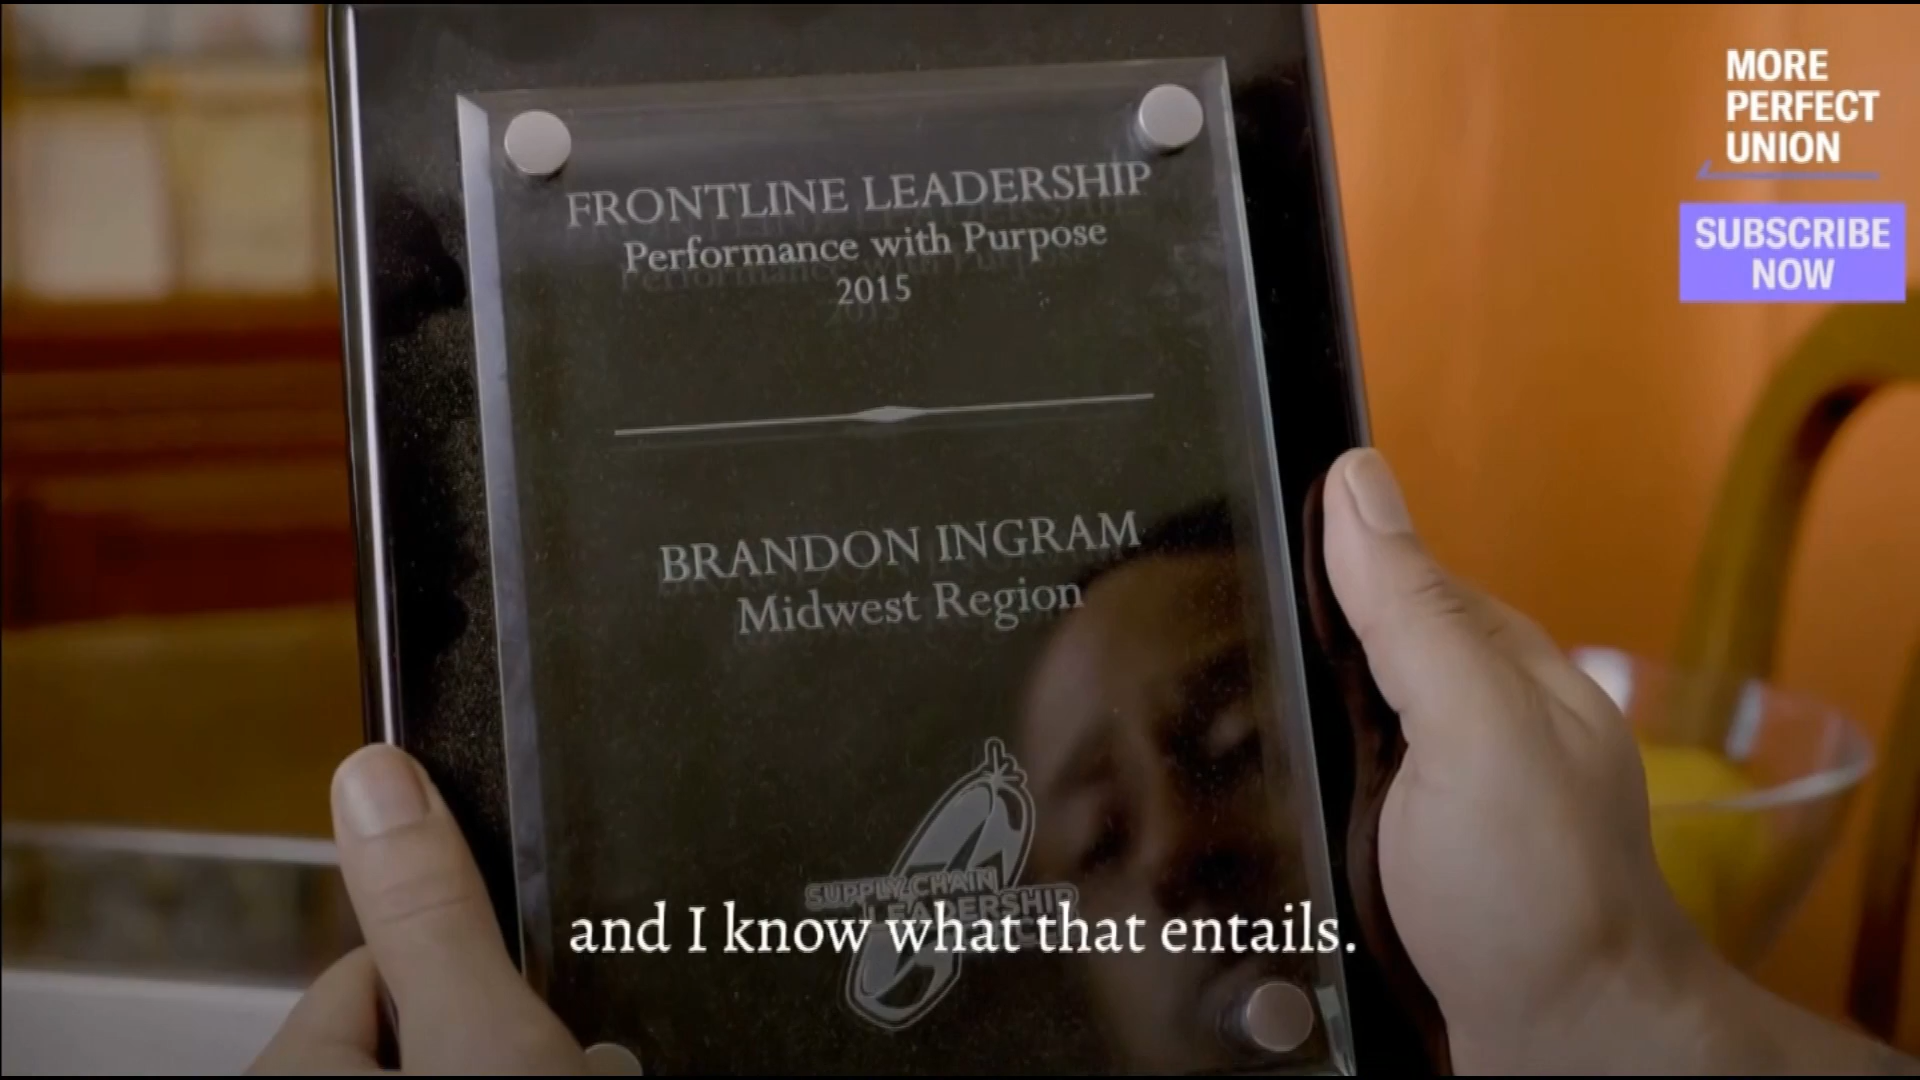 MORE
PERFECT
UNION
SUBSCRIBE
NOW
FRONTLINE LEADERSHIP
Performance with Purpose
2015
BRANDON INGRAM
Midwest Region
SUPPLY CHAIN
LEADERSHIP
and I know what that entails.